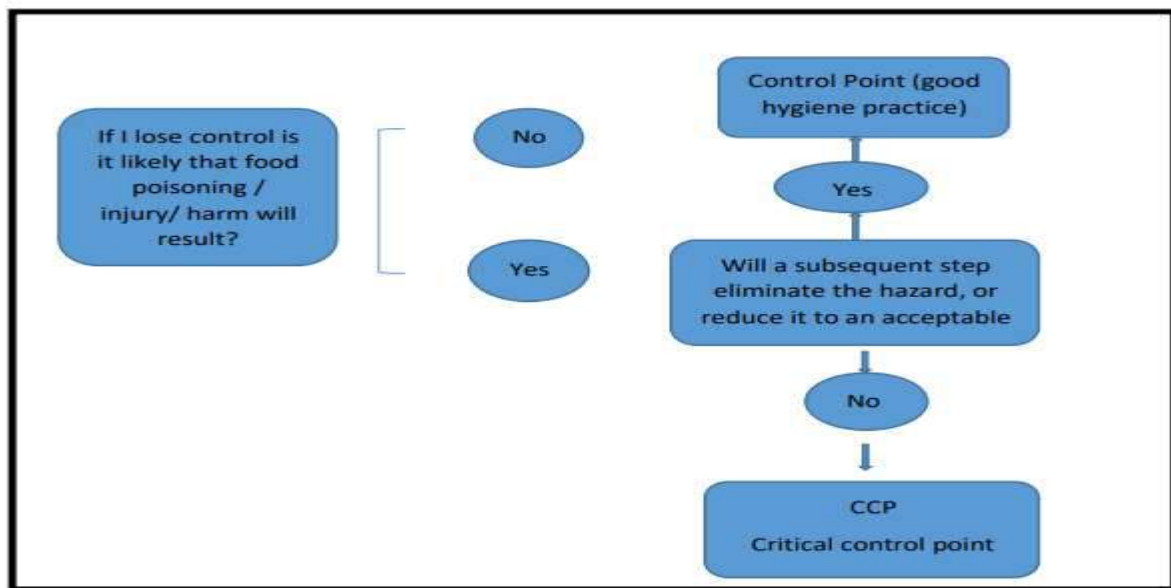 If I lose control is
it likely that food
poisoning /
injury/ harm will
result?
No
Yes
Control Point (good
hygiene practice)
Yes
Will a subsequent step
eliminate the hazard, or
reduce it to an acceptable
No
CCP
Critical control point